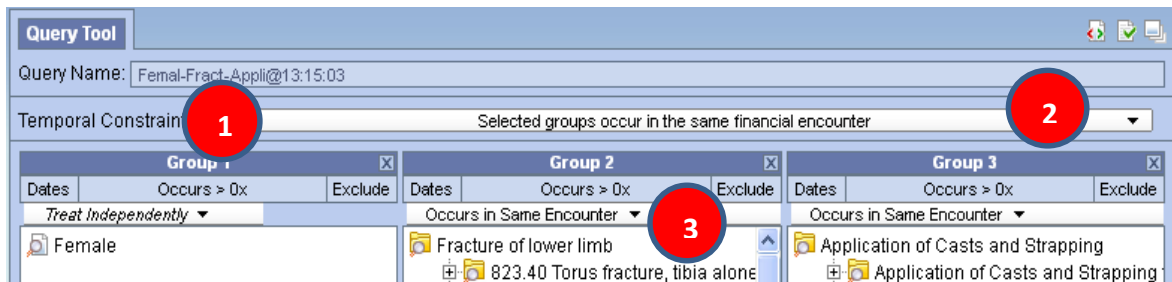 Query Tool
Query Name: Femal-Fract-Appli@13:15:03
Temporal Constraint 1 Selected groups occur in the same financial encounter 2
Group 1 X Group 2 X Group 3 X
Dates Occurs > 0x Exclude Dates Occurs > 0x Exclude Dates Occurs > 0x Exclude
Treat Independently Occurs in Same Encounter 3 Occurs in Same Encounter
Female Fracture of lower limb Application of Casts and Strapping
823.40 Torus fracture, tibia alone Application of Casts and Strapping